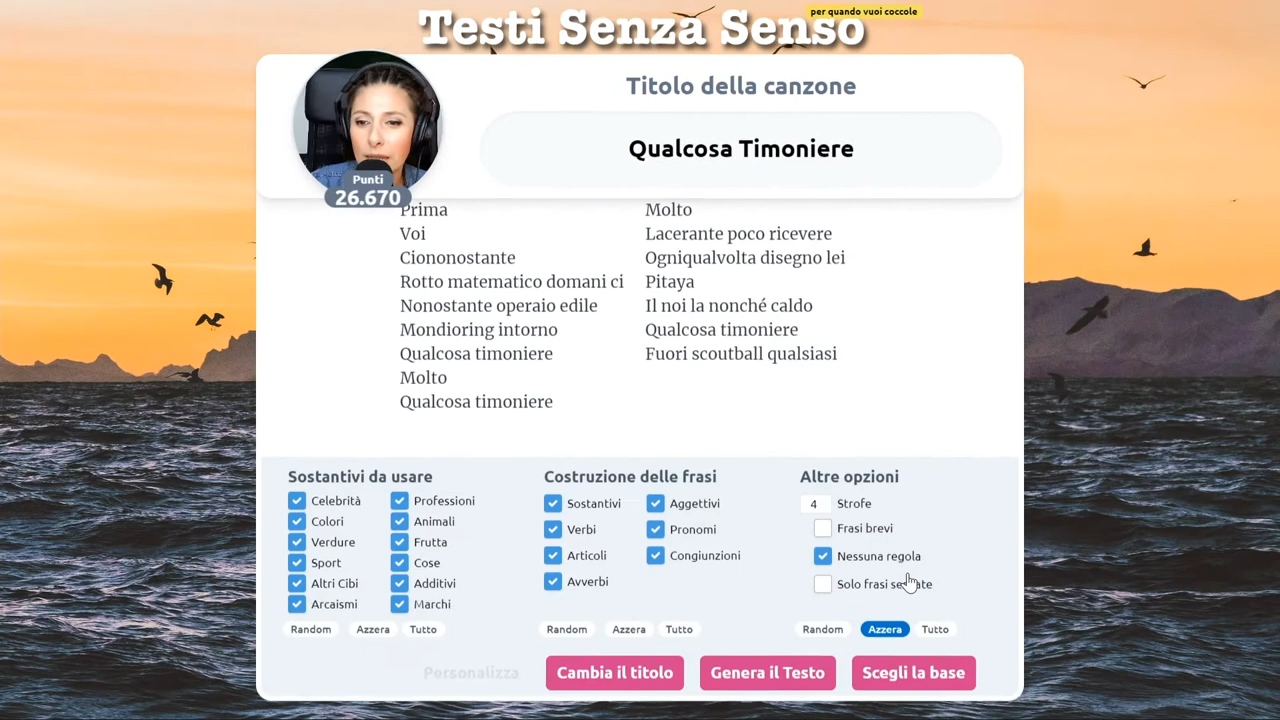 per quando vuoi coccole
Testi Senza Senso
Titolo della canzone
Qualcosa Timoniere
Punti
26.670
Prima
Voi
Ciononostante
Rotto matematico domani ci
Nonostante operaio edile
Mondioring intorno
Qualcosa timoniere
Molto
Qualcosa timoniere
Molto
Lacerante poco ricevere
Ogniqualvolta disegno lei
Pitaya
Il noi la nonché caldo
Qualcosa timoniere
Fuori scoutball qualsiasi
Sostantivi da usare
Celebrità
Professioni
Colori
Animali
Verdure
Frutta
Sport
Cose
Altri Cibi
Additivi
Arcaismi
Marchi
Random Azzera Tutto
Costruzione delle frasi
Sostantivi
Aggettivi
Verbi
Pronomi
Articoli
Congiunzioni
Avverbi
Random Azzera Tutto
Altre opzioni
4 Strofe
Frasi brevi
Nessuna regola
Solo frasi
Random Azzera Tutto
Personalizza
Cambia il titolo
Genera il Testo
Scegli la base